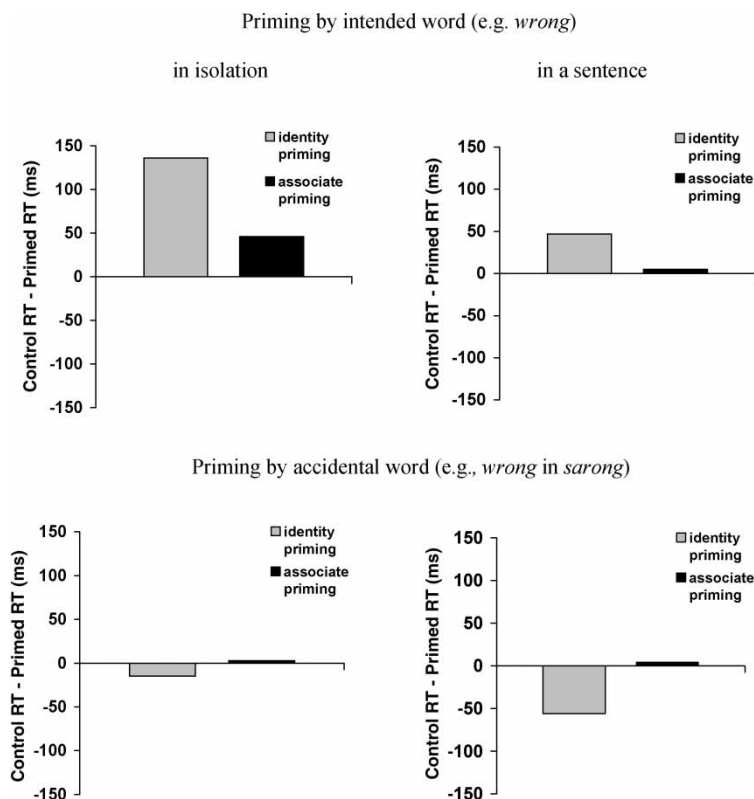 Priming by intended word (e.g. wrong)
in isolation
in a sentence
Control RT - Primed RT (ms)
150
100
50
0
-50
-100
-150
identity
priming
associate
priming
Control RT - Primed RT (ms)
150
100
50
0
-50
-100
-150
identity
priming
associate
priming
Priming by accidental word (e.g., wrong in sarong)
Control RT - Primed RT (ms)
150
100
50
0
-50
-100
-150
identity
priming
associate
priming
Control RT - Primed RT (ms)
150
100
50
0
-50
-100
-150
identity
priming
associate
priming